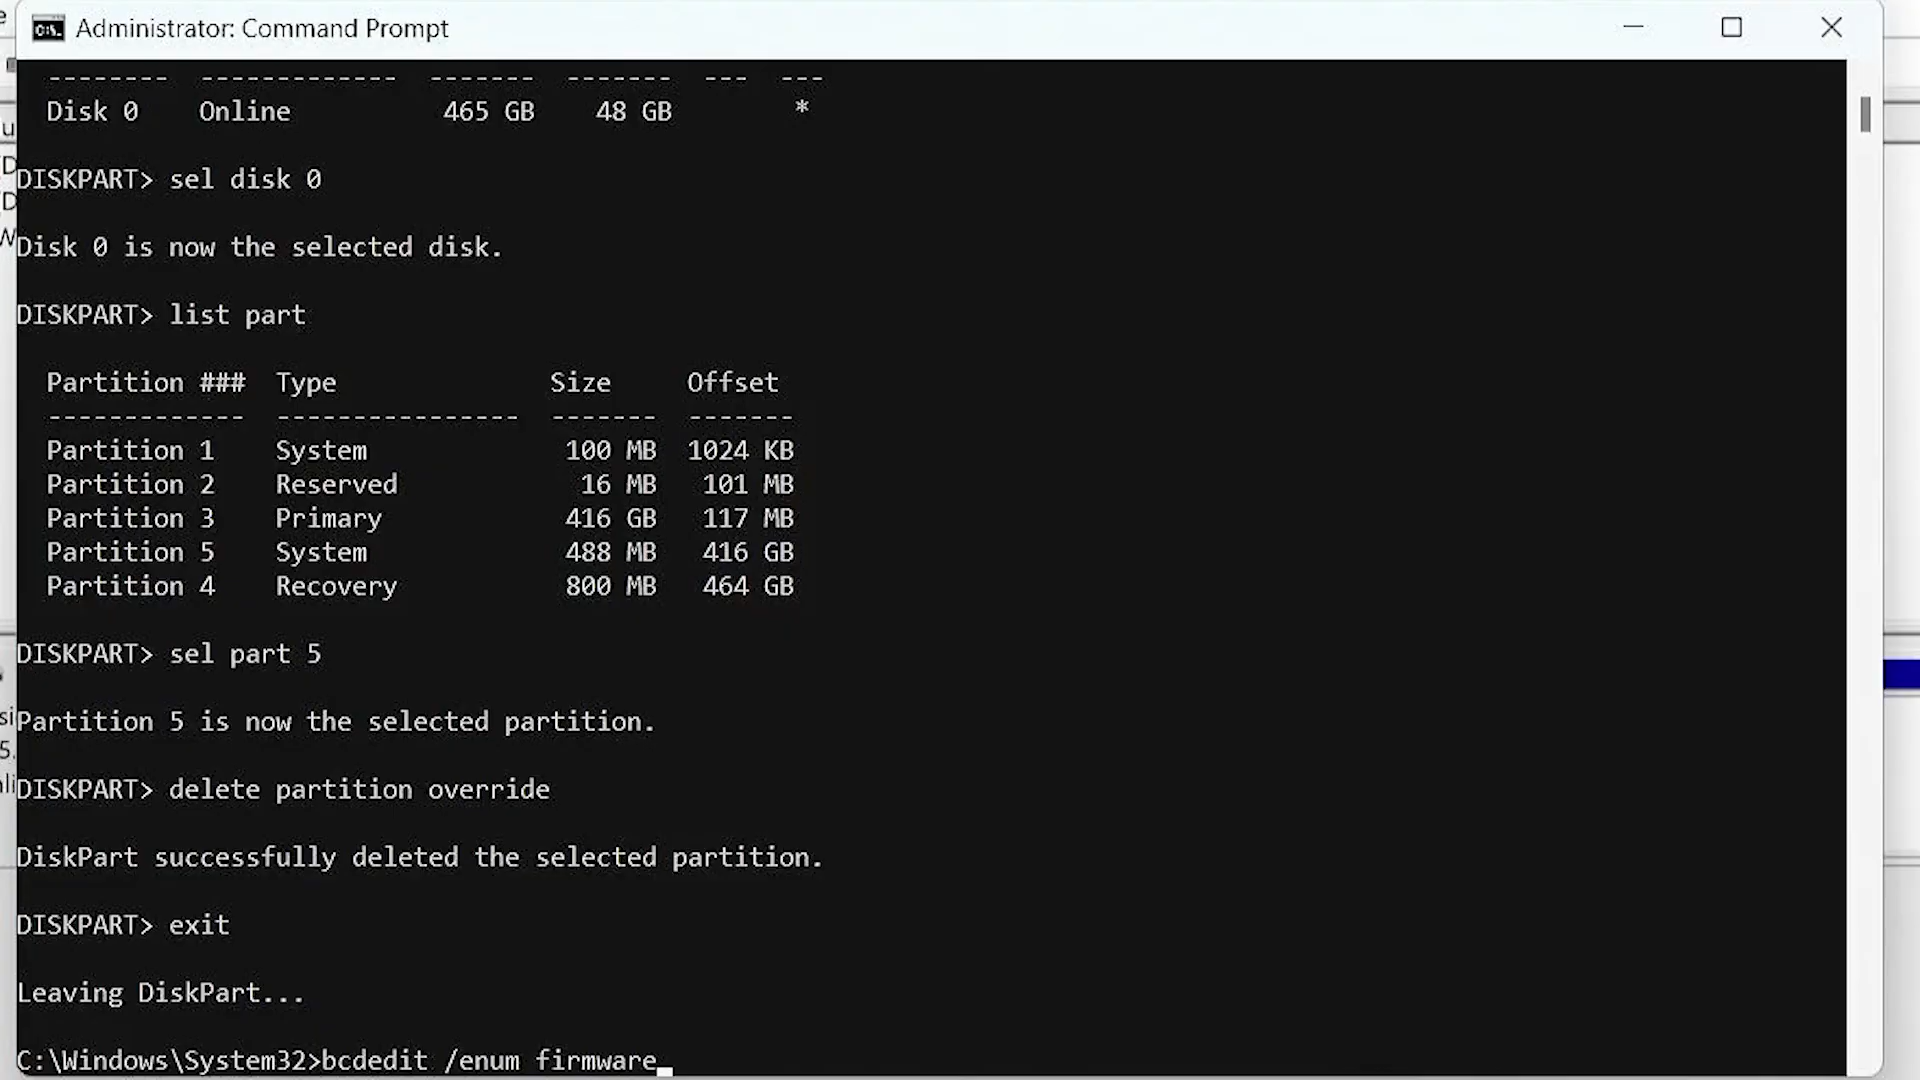 Administrator: Command Prompt
-------- ------------- ------- ------- --- ---
Disk 0 Online 465 GB 48 GB *
DISKPART> sel disk 0
Disk 0 is now the selected disk.
DISKPART> list part
Partition ### Type Size Offset
------------- ---------------- ------- -------
Partition 1 System 100 MB 1024 KB
Partition 2 Reserved 16 MB 101 MB
Partition 3 Primary 416 GB 117 MB
Partition 5 System 488 MB 416 GB
Partition 4 Recovery 800 MB 464 GB
DISKPART> sel part 5
Partition 5 is now the selected partition.
DISKPART> delete partition override
DiskPart successfully deleted the selected partition.
DISKPART> exit
Leaving DiskPart...
C:\Windows\System32>bcdedit /enum firmware_